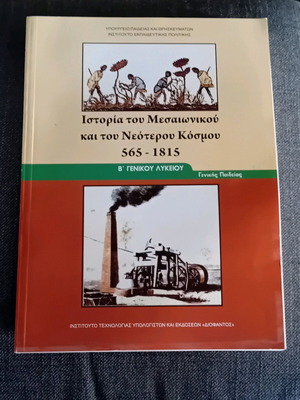 ΥΠΟΥΡΓΕΙΟ ΠΑΙΔΕΙΑΣ ΚΑΙ ΘΡΗΣΚΕΥΜΑΤΩΝ
ΙΝΣΤΙΤΟΥΤΟ ΕΚΠΑΙΔΕΥΤΙΚΗΣ ΠΟΛΙΤΙΚΗΣ
Ιστορία του Μεσαιωνικού
και του Νεότερου Κόσμου
565 - 1815
Β΄ ΓΕΝΙΚΟΥ ΛΥΚΕΙΟΥ
Γενικής Παιδείας
ΙΝΣΤΙΤΟΥΤΟ ΤΕΧΝΟΛΟΓΙΑΣ ΥΠΟΛΟΓΙΣΤΩΝ ΚΑΙ ΕΚΔΟΣΕΩΝ «ΔΙΟΦΑΝΤΟΣ»